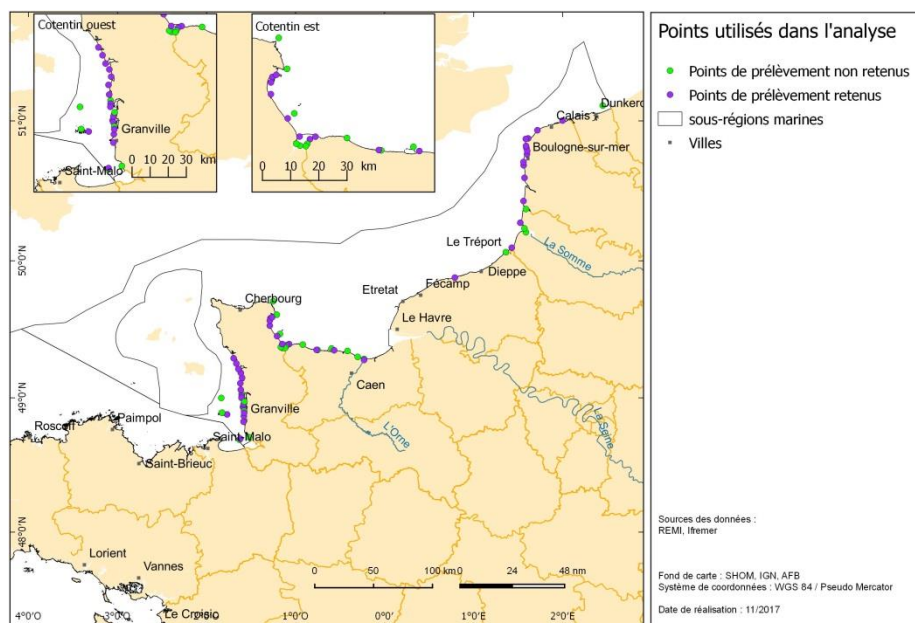 Cotentin ouest
Granville
0 10 20 30
km
Saint-Malo
Cotentin est
0 10 20 30
km
51°0'N
50°0'N
49°0'N
48°0'N
Dunkerq
Calais
Boulogne-sur-mer
La Somme
Le Tréport
Dieppe
Fécamp
Etretat
Le Havre
Cherbourg
Caen
L'Orne
La Seine
Granville
Saint-Malo
Paimpol
Roscoff
Saint-Brieuc
Lorient
Vannes
Le Croisic
0 50 100 km
0 24 48 nm
4°0'O
3°0'O
1°0'O
0°0'
1°0'E
2°0'E
Points utilisés dans l'analyse
Points de prélèvement non retenus
Points de prélèvement retenus
sous-régions marines
Villes
Sources des données :
REMI, Ifremer
Fond de carte : SHOM, IGN, AFB
Système de coordonnées : WGS 84 / Pseudo Mercator
Date de réalisation : 11/2017